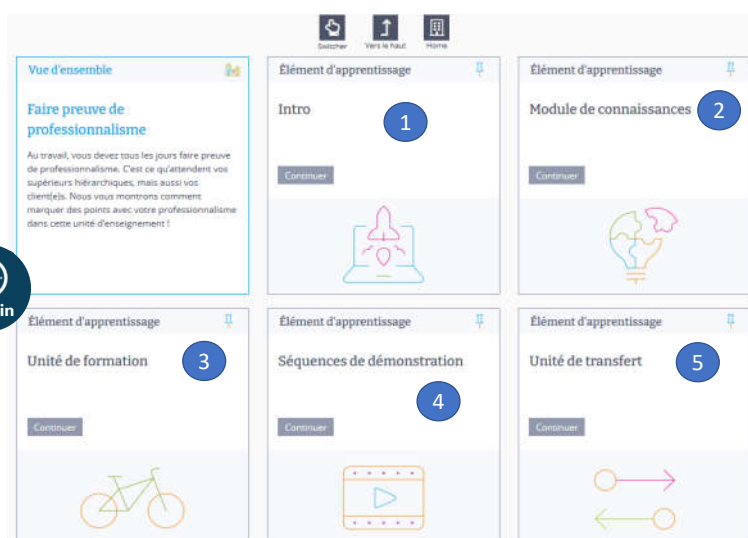 Switcher
Vers le haut
Home
Vue d'ensemble
Faire preuve de
professionnalisme
Au travail, vous devez tous les jours faire preuve
de professionnalisme. C'est ce qu'attendent vos
supérieurs hiérarchiques, mais aussi vos
client(e)s. Nous vous montrons comment
marquer des points avec votre professionnalisme
dans cette unité d'enseignement !
Élément d'apprentissage
Intro
1
Continuer
Élément d'apprentissage
Module de connaissances
2
Continuer
in
Élément d'apprentissage
Unité de formation
3
Continuer
Élément d'apprentissage
Séquences de démonstration
4
Continuer
Élément d'apprentissage
Unité de transfert
5
Continuer